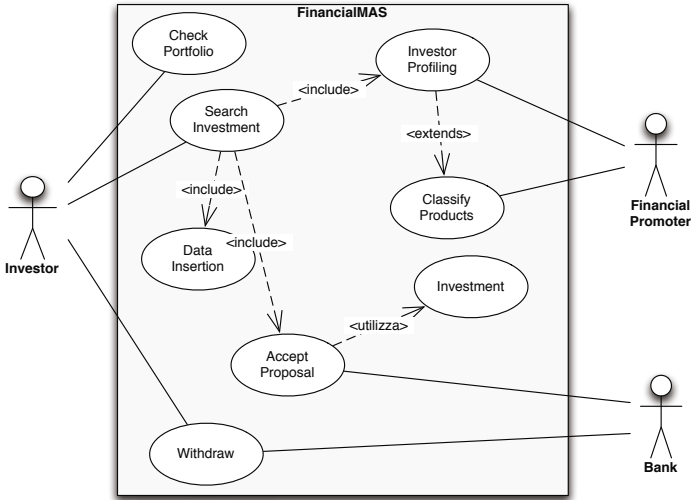 FinancialMAS
Check
Portfolio
Investor
Profiling
<include>
Search
Investment
<extends>
<include>
Classify
Products
Financial
Promoter
<include>
Data
Insertion
Investor
Investment
<utilizza>
Accept
Proposal
Withdraw
Bank